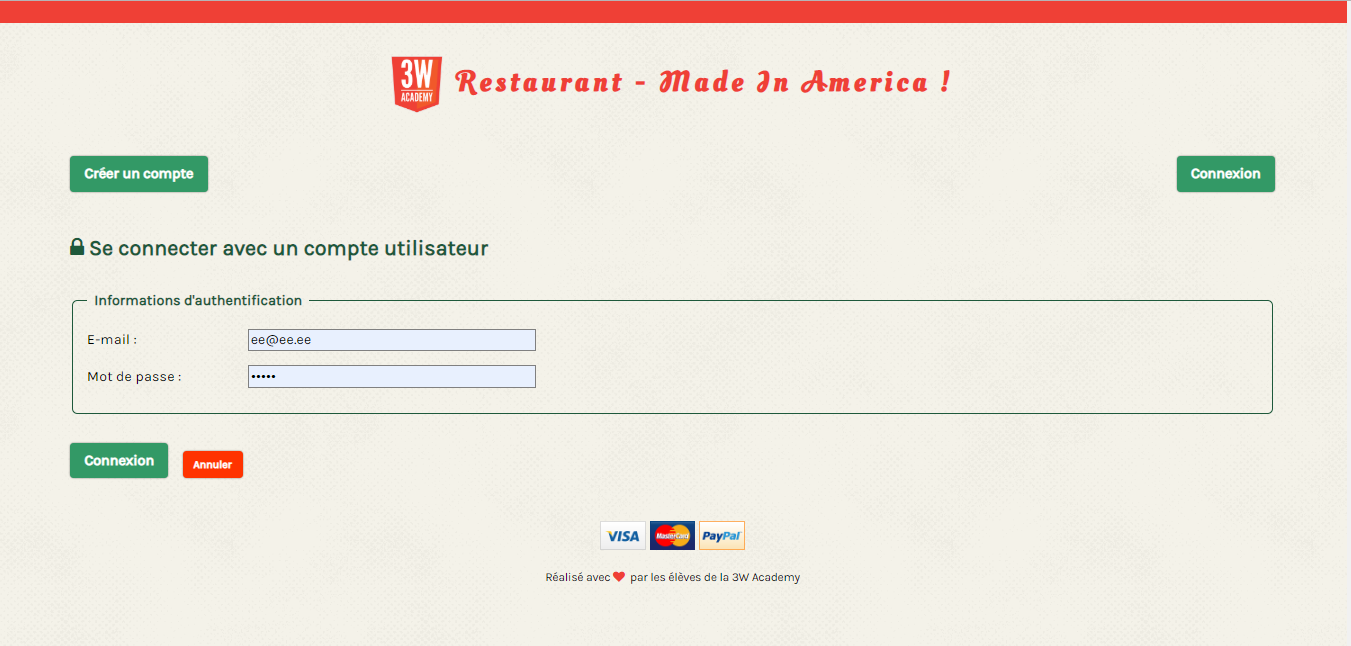 3W
ACADEMY
Restaurant - Made In America !
Créer un compte
Connexion
Se connecter avec un compte utilisateur
Informations d'authentification
E-mail :
ee@ee.ee
Mot de passe :
•••••
Connexion
Annuler
VISA
MasterCard
PayPal
Réalisé avec par les élèves de la 3W Academy